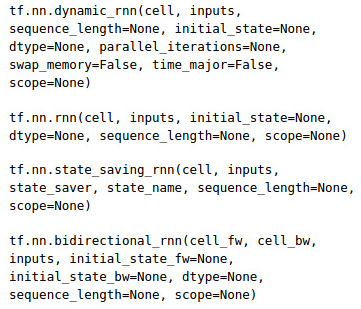 tf.nn.dynamic_rnn(cell, inputs,
sequence_length=None, initial_state=None,
dtype=None, parallel_iterations=None,
swap_memory=False, time_major=False,
scope=None)

tf.nn.rnn(cell, inputs, initial_state=None,
dtype=None, sequence_length=None, scope=None)

tf.nn.state_saving_rnn(cell, inputs,
state_saver, state_name, sequence_length=None,
scope=None)

tf.nn.bidirectional_rnn(cell_fw, cell_bw,
inputs, initial_state_fw=None,
initial_state_bw=None, dtype=None,
sequence_length=None, scope=None)